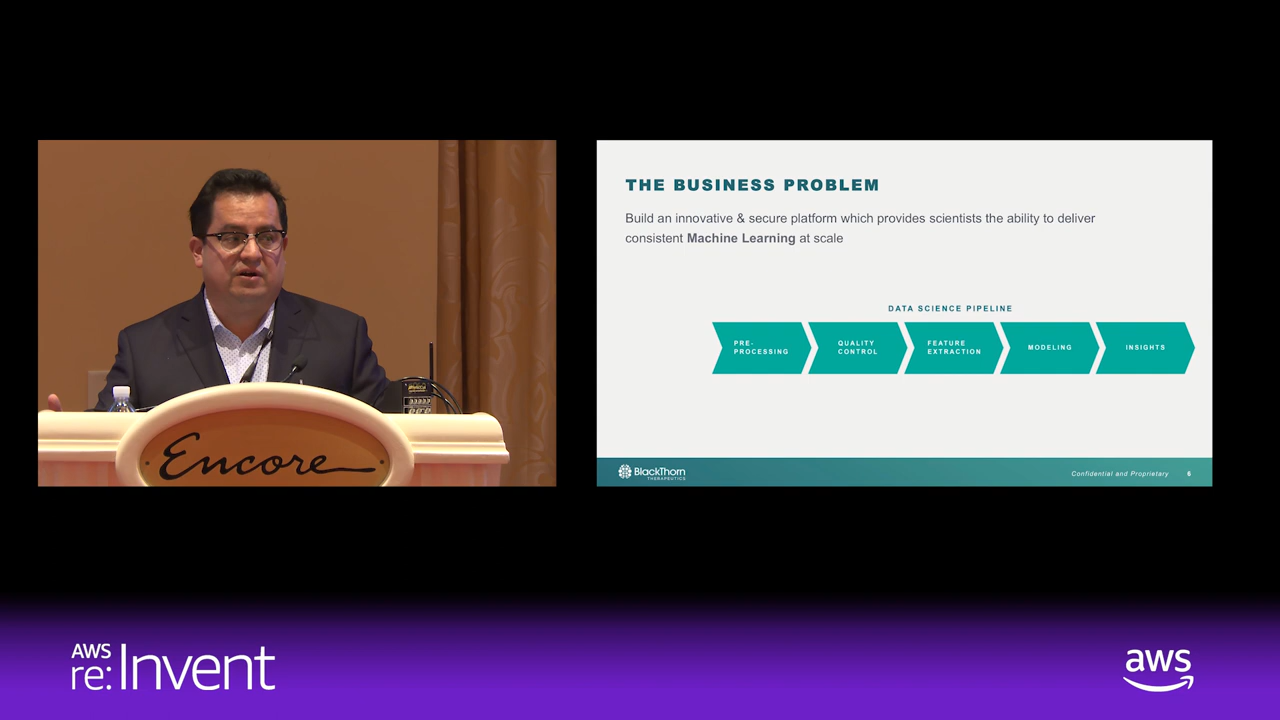 Encore
THE BUSINESS PROBLEM
Build an innovative & secure platform which provides scientists the ability to deliver
consistent Machine Learning at scale
DATA SCIENCE PIPELINE
PRE-
PROCESSING
QUALITY
CONTROL
FEATURE
EXTRACTION
MODELING
INSIGHTS
BlackThorn
THERAPEUTICS
Confidential and Proprietary 6
AWS
re:Invent
aws